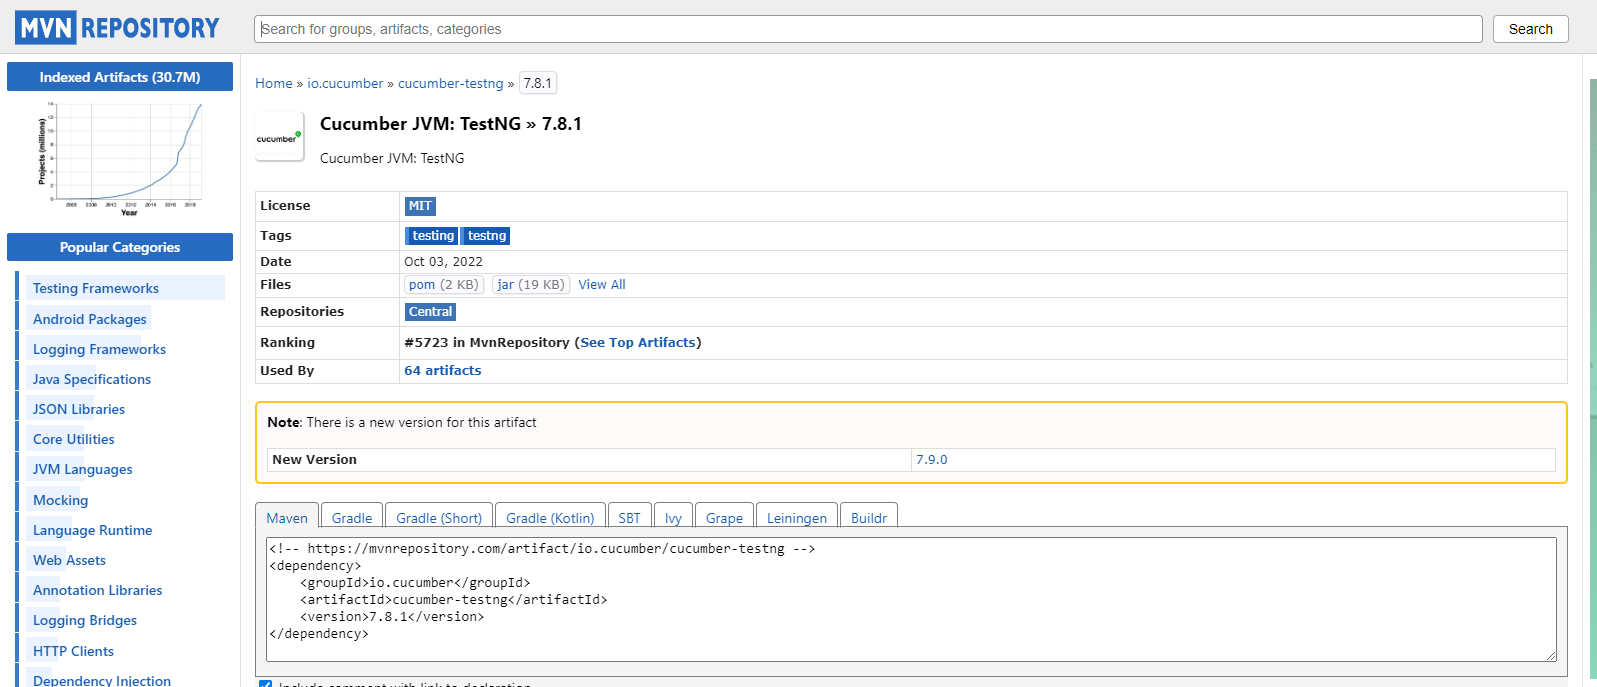 MVN REPOSITORY
Search for groups, artifacts, categories
Search
Indexed Artifacts (30.7M)
Projects (millions)
Year
Popular Categories
Testing Frameworks
Android Packages
Logging Frameworks
Java Specifications
JSON Libraries
Core Utilities
JVM Languages
Mocking
Language Runtime
Web Assets
Annotation Libraries
Logging Bridges
HTTP Clients
Dependency Injection
Home » io.cucumber » cucumber-testng » 7.8.1
cucumber
Cucumber JVM: TestNG » 7.8.1
Cucumber JVM: TestNG
License MIT
Tags testing testng
Date Oct 03, 2022
Files pom (2 KB) jar (19 KB) View All
Repositories Central
Ranking #5723 in MvnRepository (See Top Artifacts)
Used By 64 artifacts
Note: There is a new version for this artifact
New Version 7.9.0
Maven Gradle Gradle (Short) Gradle (Kotlin) SBT Ivy Grape Leiningen Buildr
<!-- https://mvnrepository.com/artifact/io.cucumber/cucumber-testng -->
<dependency>
    <groupId>io.cucumber</groupId>
    <artifactId>cucumber-testng</artifactId>
    <version>7.8.1</version>
</dependency>
Include comment with link to declaration